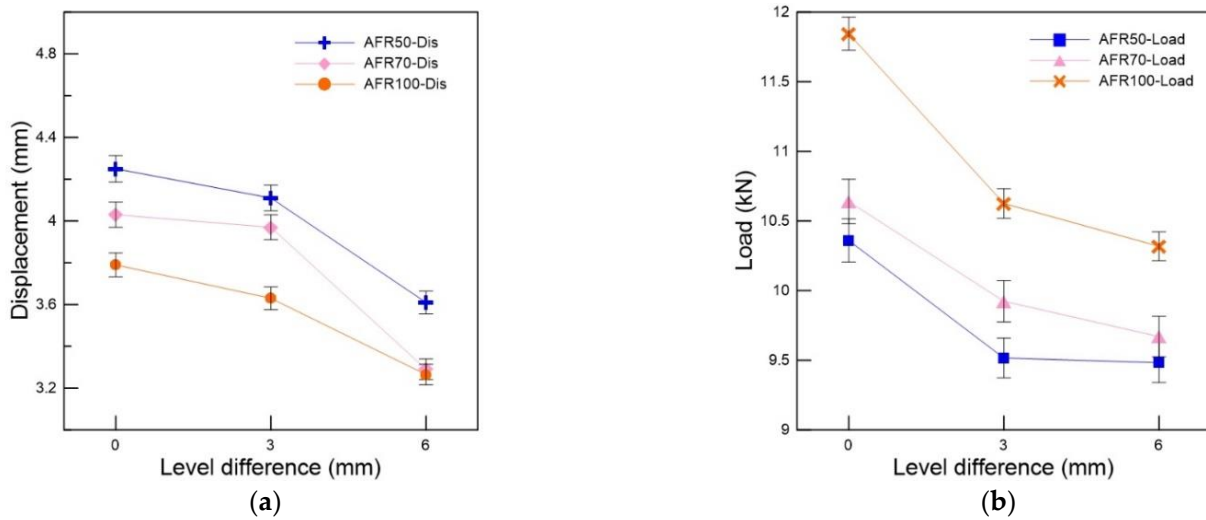 4.8
4.4
4
3.6
3.2
Displacement (mm)
AFR50-Dis
AFR70-Dis
AFR100-Dis
0 3 6
Level difference (mm)
(a)
12
11.5
11
10.5
10
9.5
9
Load (kN)
AFR50-Load
AFR70-Load
AFR100-Load
0 3 6
Level difference (mm)
(b)